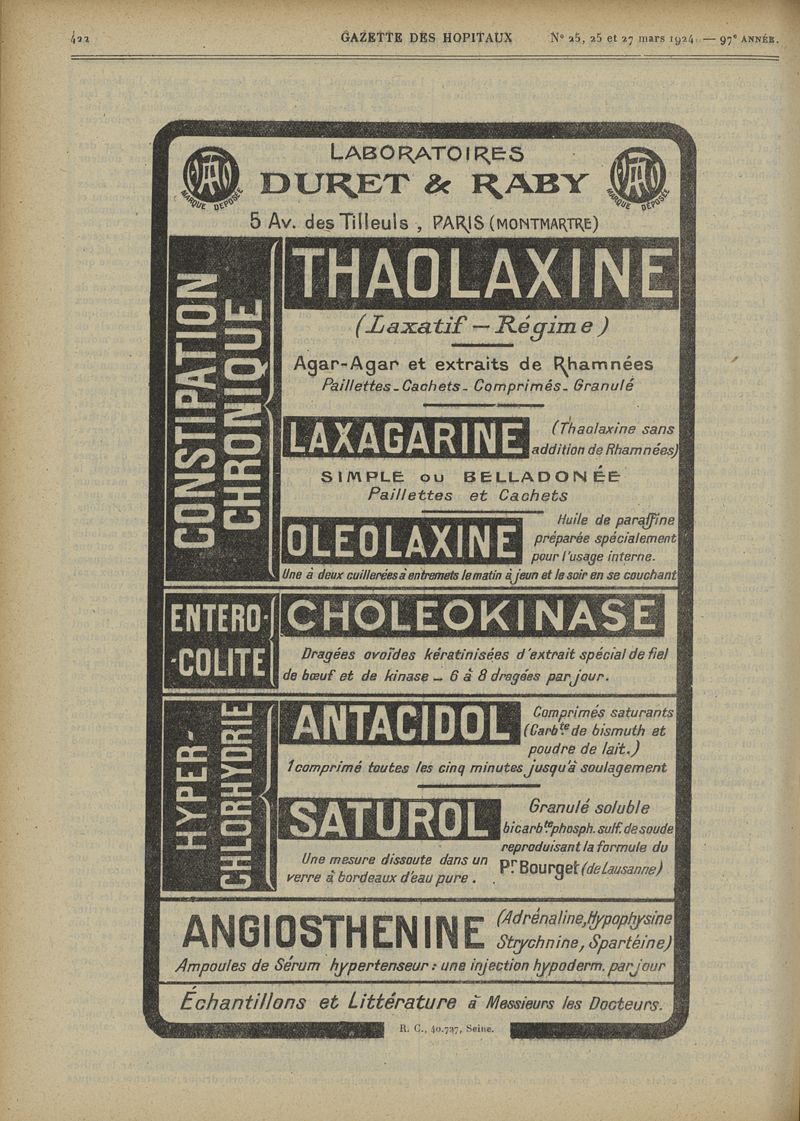 422 GAZETTE DES HOPITAUX N° 25, 25 et 27 mars 1924. — 97e ANNÉE.
LABORATOIRES
DURET & RABY
MARQUE DÉPOSÉE
MARQUE DÉPOSÉE
5 Av. des Tilleuls, PARIS (MONTMARTRE)
CONSTIPATION
CHRONIQUE
THAOLAXINE
(Laxatif — Régime)
Agar-Agar et extraits de Rhamnées
Paillettes - Cachets - Comprimés - Granulé
LAXAGARINE
(Thaolaxine sans
addition de Rhamnées)
SIMPLE ou BELLADONÉE
Paillettes et Cachets
OLEOLAXINE
Huile de paraffine
préparée spécialement
pour l'usage interne.
Une à deux cuillerées à entremets le matin à jeun et le soir en se couchant
ENTERO-
-COLITE
CHOLEOKINASE
Dragées ovoïdes kératinisées d'extrait spécial de fiel
de bœuf et de kinase — 6 à 8 dragées par jour.
HYPER-
CHLORHYDRIE
ANTACIDOL
Comprimés saturants
(Carb.te de bismuth et
poudre de lait.)
1 comprimé toutes les cinq minutes jusqu'à soulagement
SATUROL
Granulé soluble
bicarb.te phosph. sulf. de soude
reproduisant la formule du
Pr Bourget (de Lausanne)
Une mesure dissoute dans un
verre à bordeaux d'eau pure.
ANGIOSTHENINE
(Adrénaline, Hypophysine
Strychnine, Spartéine)
Ampoules de Sérum hypertenseur : une injection hypoderm. par jour
Échantillons et Littérature à Messieurs les Docteurs.
R. C., 40.727, Seine.